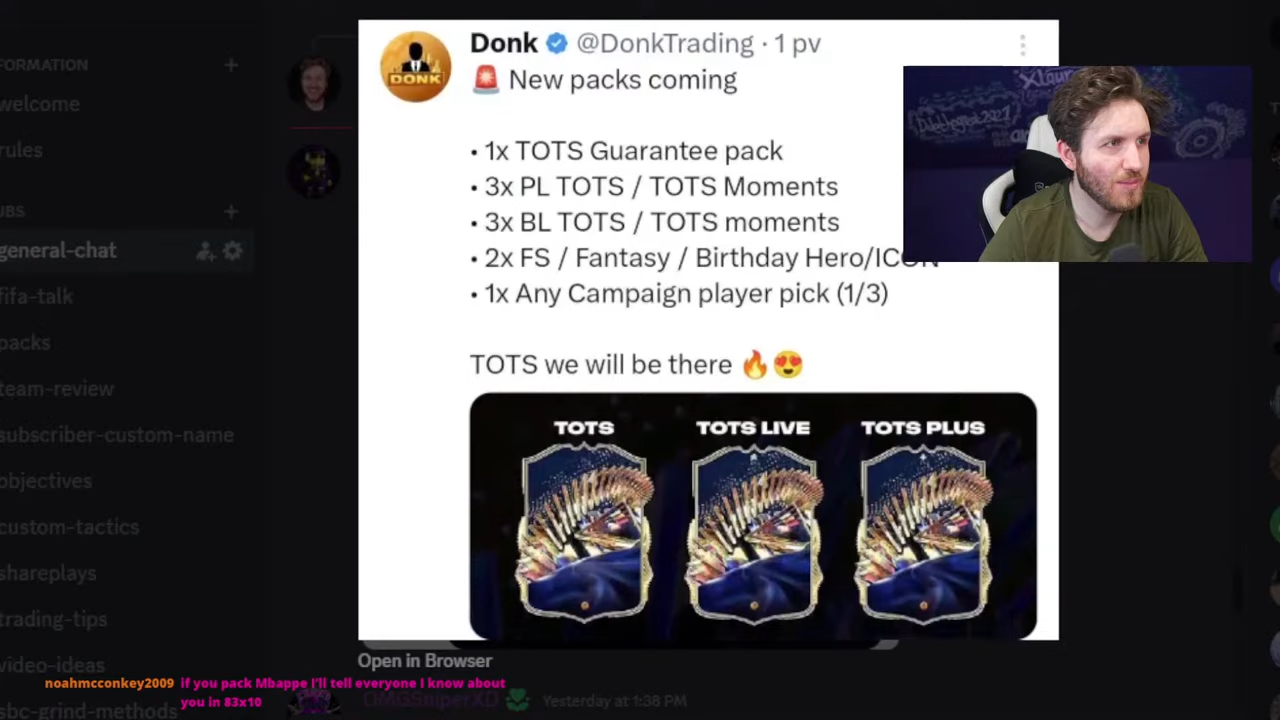 Donk @DonkTrading · 1 pv
🚨 New packs coming
• 1x TOTS Guarantee pack
• 3x PL TOTS / TOTS Moments
• 3x BL TOTS / TOTS moments
• 2x FS / Fantasy / Birthday Hero/ICON
• 1x Any Campaign player pick (1/3)
TOTS we will be there 🔥😍
DONK
TOTS TOTS LIVE TOTS PLUS
Open in Browser
OMGSniperXD Yesterday at 1:38 PM
FORMATION +
welcome
rules
UBS +
general-chat
fifa-talk
packs
team-review
subscriber-custom-name
objectives
custom-tactics
shareplays
trading-tips
video-ideas
sbc-grind-methods
noahmcconkey2009 if you pack Mbappe I'll tell everyone I know about
you in 83x10